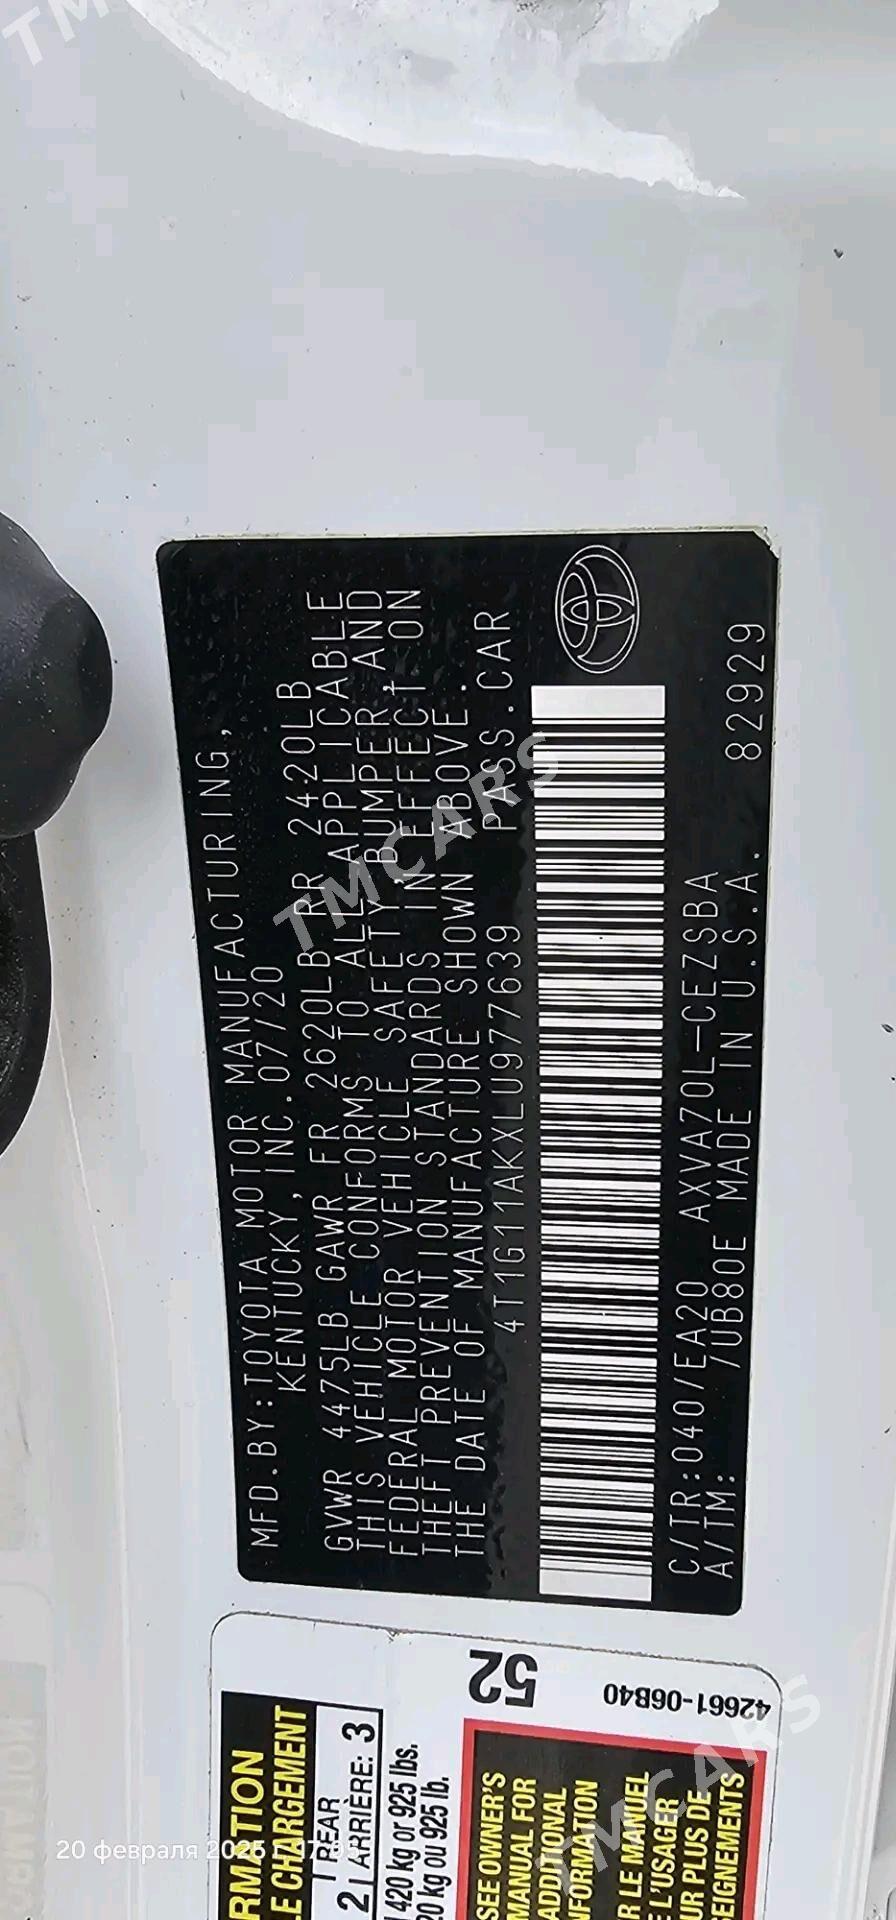 MFD.BY:TOYOTA MOTOR MANUFACTURING,
KENTUCKY, INC.07/20
GVWR 4475LB GAWR FR 2620LB RR 2420LB
THIS VEHICLE CONFORMS TO ALL APPLICABLE
FEDERAL MOTOR VEHICLE SAFETY,BUMPER,AND
THEFT PREVENTION STANDARDS IN EFFECT ON
THE DATE OF MANUFACTURE SHOWN ABOVE.
4T1G11AKXLU977639 PASS.CAR
C/TR:040/EA20 AXVA70L-CEZSBA 82929
A/TM: /UB80E MADE IN U.S.A.
52
42661-06B40
RMATION
LE CHARGEMENT
REAR
2 ARRIÈRE: 3
420 kg or 925 lbs.
20 kg ou 925 lb.
SEE OWNER'S
MANUAL FOR
ADDITIONAL
NFORMATION
R LE MANUEL
E L'USAGER
UR PLUS DE
EIGNEMENTS
TMCARS
TMCARS
20 февраля 2025 г.